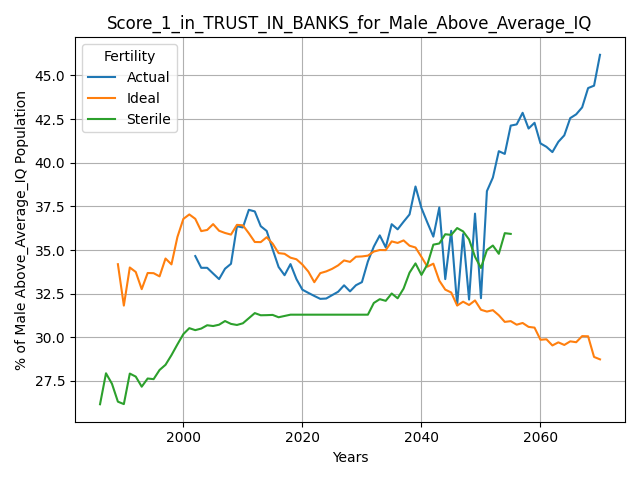 Score_1_in_TRUST_IN_BANKS_for_Male_Above_Average_IQ
Fertility
Actual
Ideal
Sterile
% of Male Above_Average_IQ Population
45.0
42.5
40.0
37.5
35.0
32.5
30.0
27.5
2000
2020
2040
2060
Years